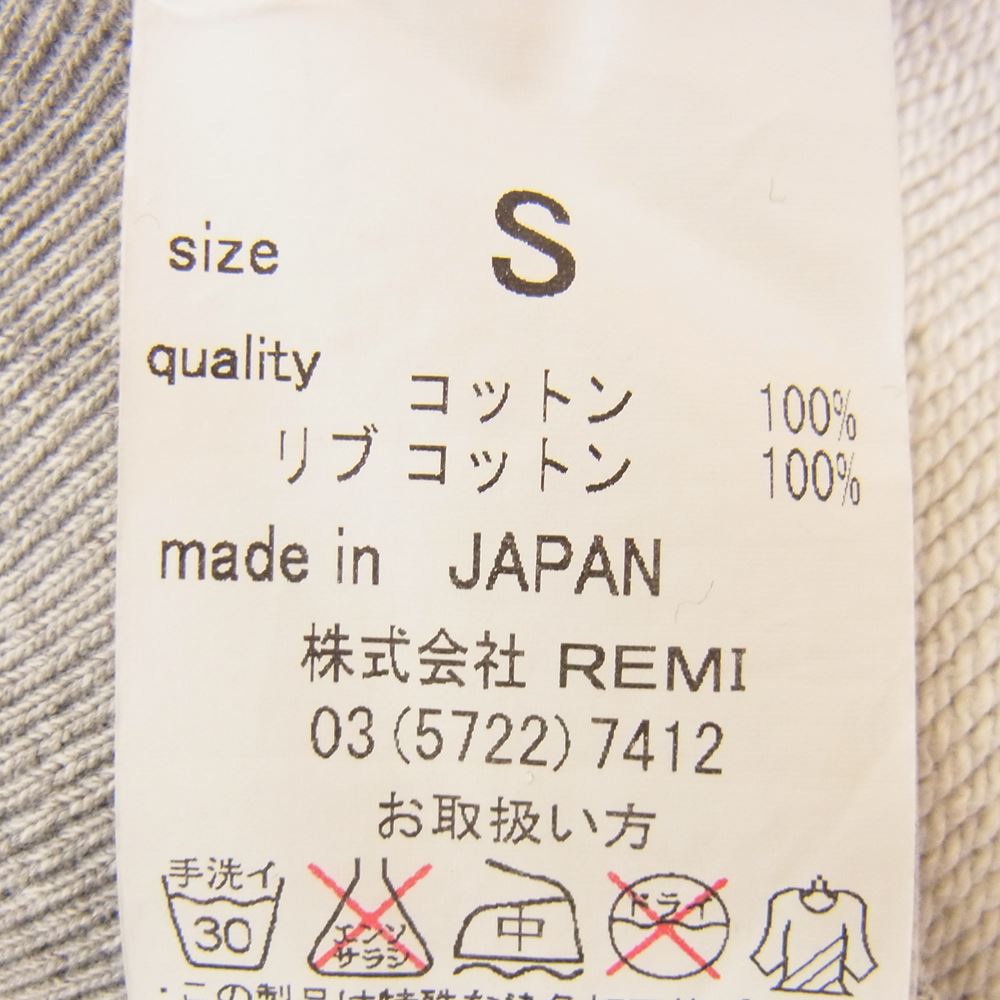 size S
quality
コットン 100%
リブ コットン 100%
made in JAPAN
株式会社 REMI
03(5722)7412
お取扱い方
手洗イ 30 エンソサラシ 中 ドライ